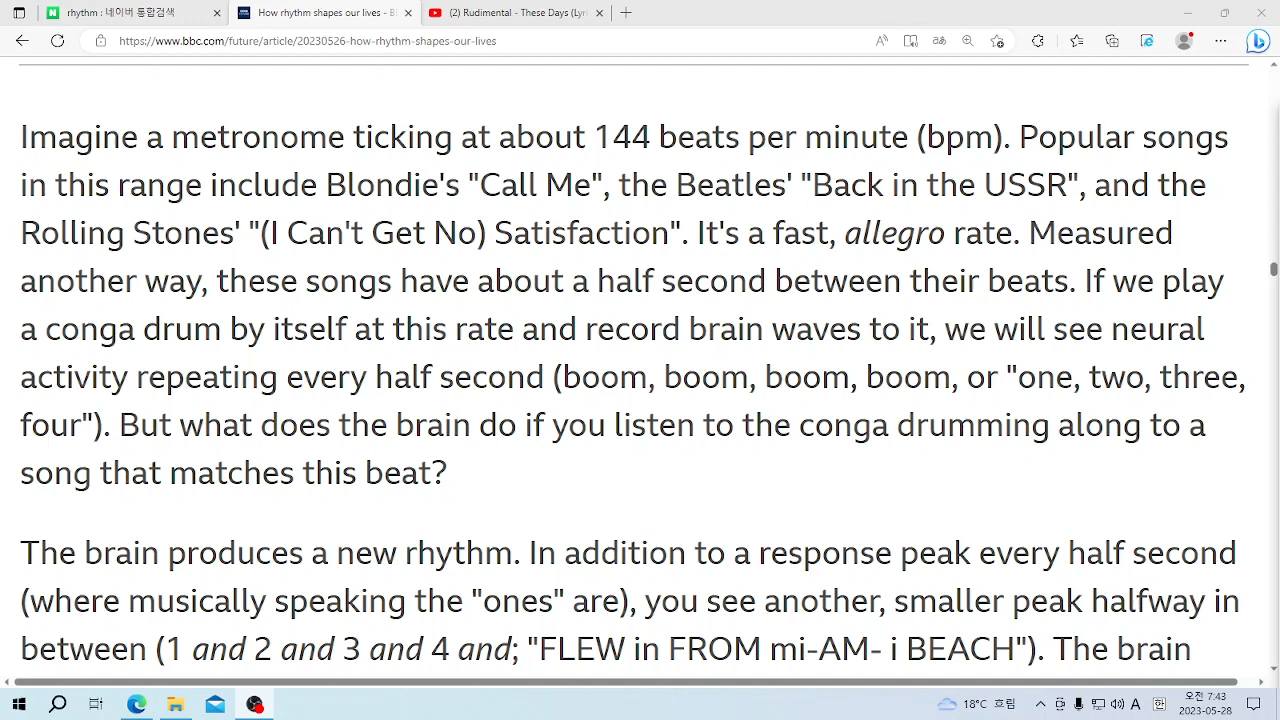 rhythm : 네이버 통합검색
How rhythm shapes our lives - B
(2) Rudimental - These Days (Lyri
https://www.bbc.com/future/article/20230526-how-rhythm-shapes-our-lives
Imagine a metronome ticking at about 144 beats per minute (bpm). Popular songs
in this range include Blondie's "Call Me", the Beatles' "Back in the USSR", and the
Rolling Stones' "(I Can't Get No) Satisfaction". It's a fast, allegro rate. Measured
another way, these songs have about a half second between their beats. If we play
a conga drum by itself at this rate and record brain waves to it, we will see neural
activity repeating every half second (boom, boom, boom, boom, or "one, two, three,
four"). But what does the brain do if you listen to the conga drumming along to a
song that matches this beat?
The brain produces a new rhythm. In addition to a response peak every half second
(where musically speaking the "ones" are), you see another, smaller peak halfway in
between (1 and 2 and 3 and 4 and; "FLEW in FROM mi-AM- i BEACH"). The brain
18°C 흐림
A
오전 7:43
2023-05-28